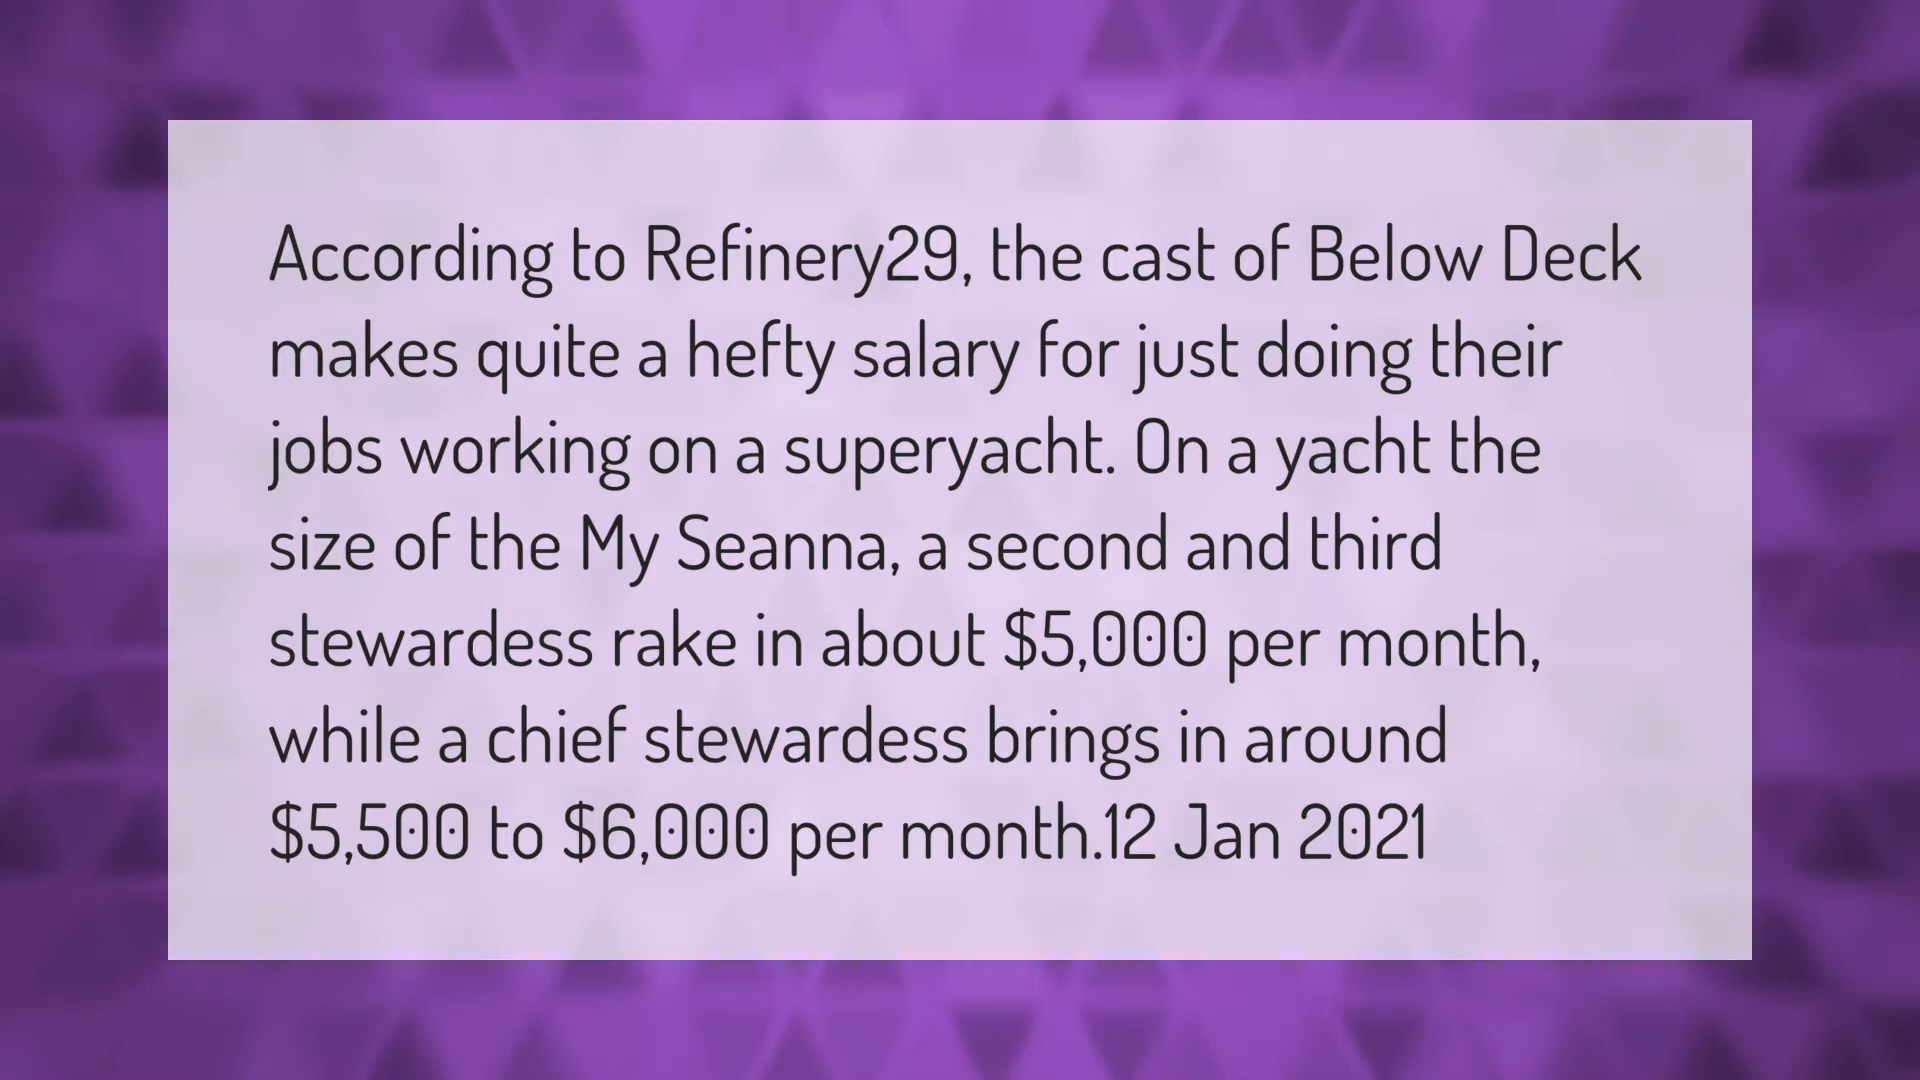 According to Refinery29, the cast of Below Deck
makes quite a hefty salary for just doing their
jobs working on a superyacht. On a yacht the
size of the My Seanna, a second and third
stewardess rake in about $5,000 per month,
while a chief stewardess brings in around
$5,500 to $6,000 per month.12 Jan 2021